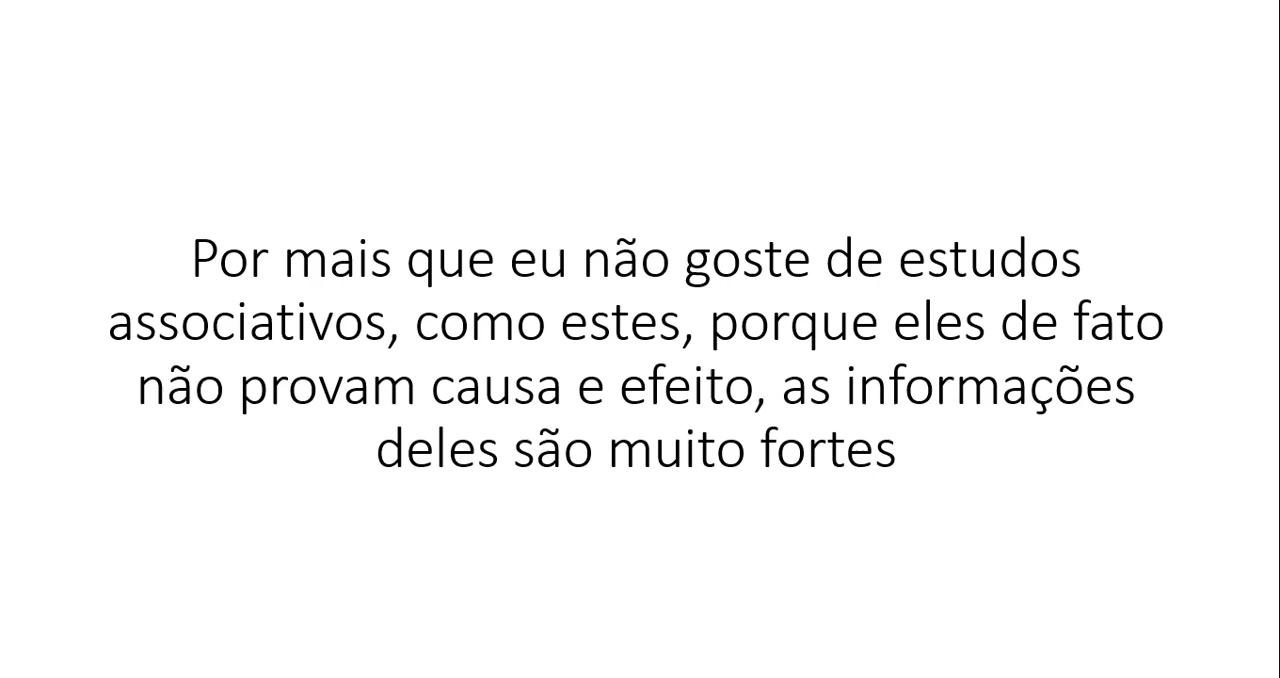 Por mais que eu não goste de estudos
associativos, como estes, porque eles de fato
não provam causa e efeito, as informações
deles são muito fortes